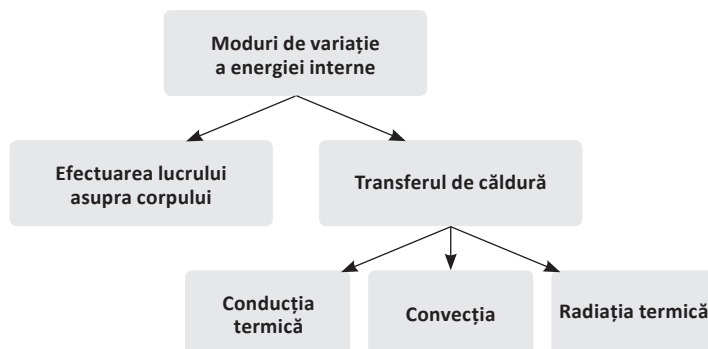 Moduri de variație
a energiei interne
Efectuarea lucrului
asupra corpului
Transferul de căldură
Conducția
termică
Convecția
Radiația termică